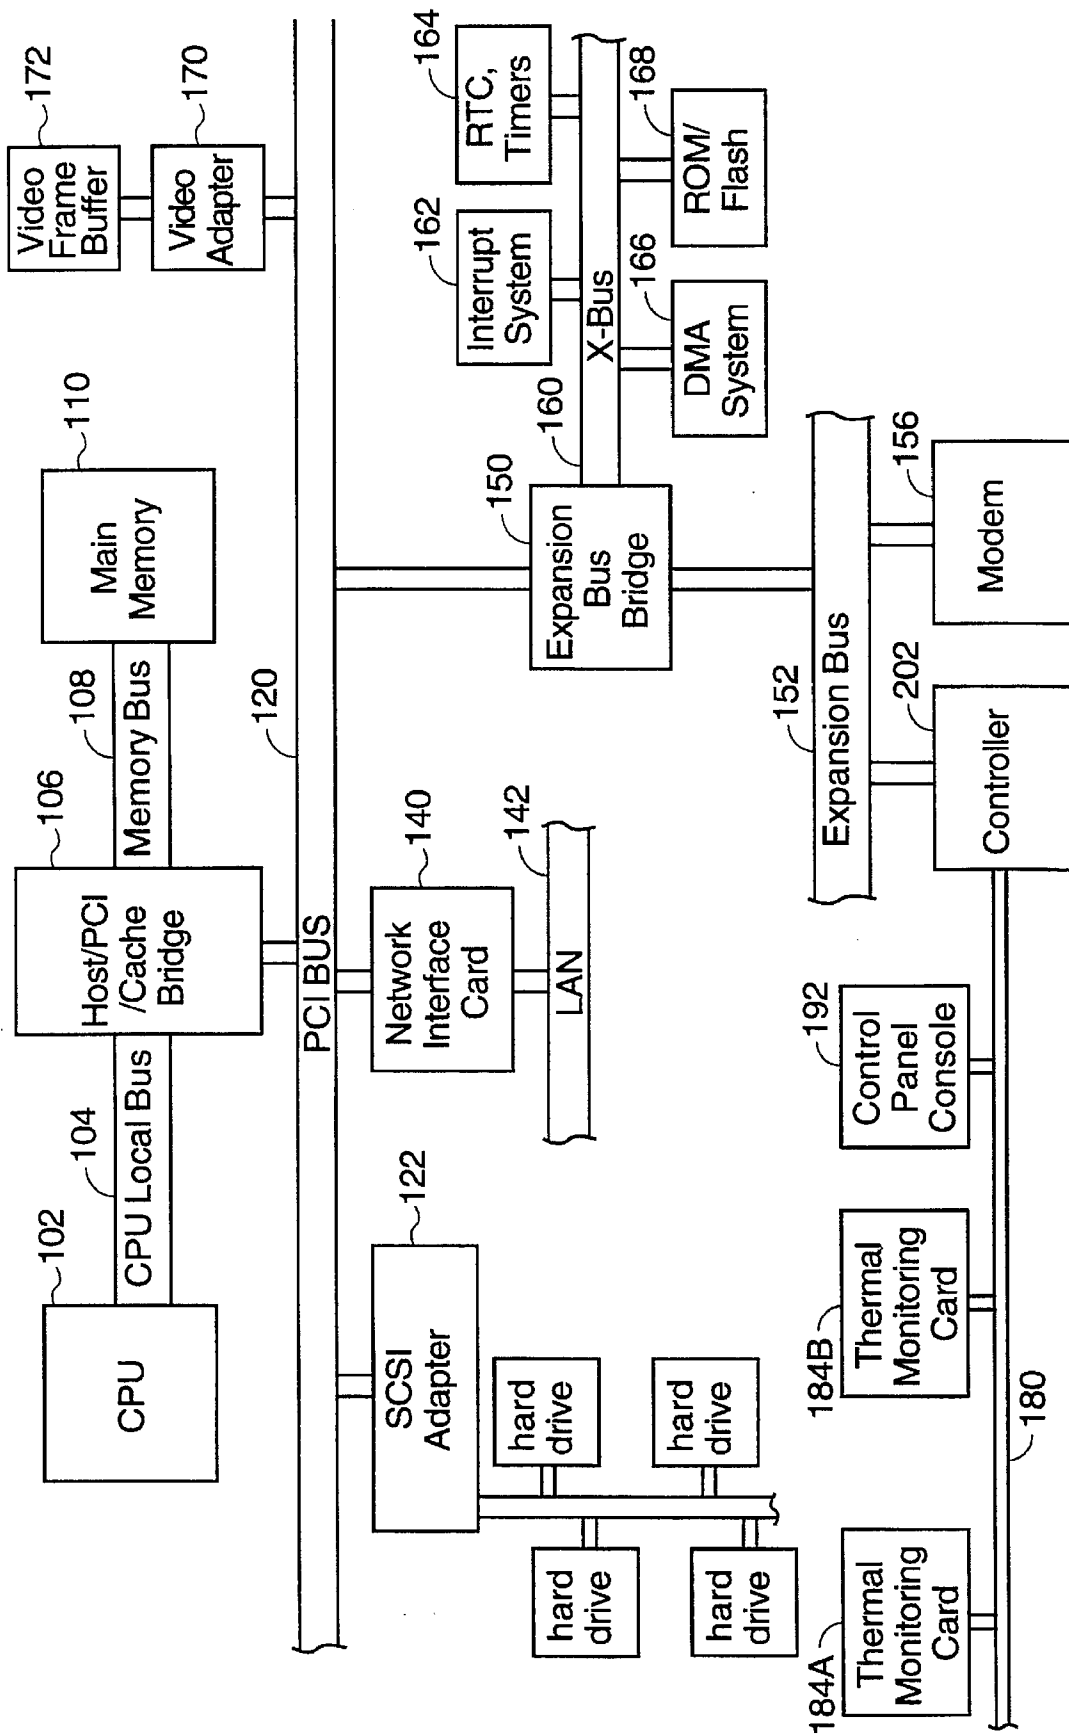 102
CPU
104
CPU Local Bus
106
Host/PCI
/Cache
Bridge
108
Memory Bus
110
Main
Memory
172
Video
Frame
Buffer
170
Video
Adapter
120
PCI BUS
122
SCSI
Adapter
hard
drive
hard
drive
hard
drive
hard
drive
140
Network
Interface
Card
142
LAN
150
Expansion
Bus
Bridge
160
X-Bus
162
Interrupt
System
164
RTC,
Timers
166
DMA
System
168
ROM/
Flash
152
Expansion Bus
184A
Thermal
Monitoring
Card
184B
Thermal
Monitoring
Card
192
Control
Panel
Console
202
Controller
156
Modem
180